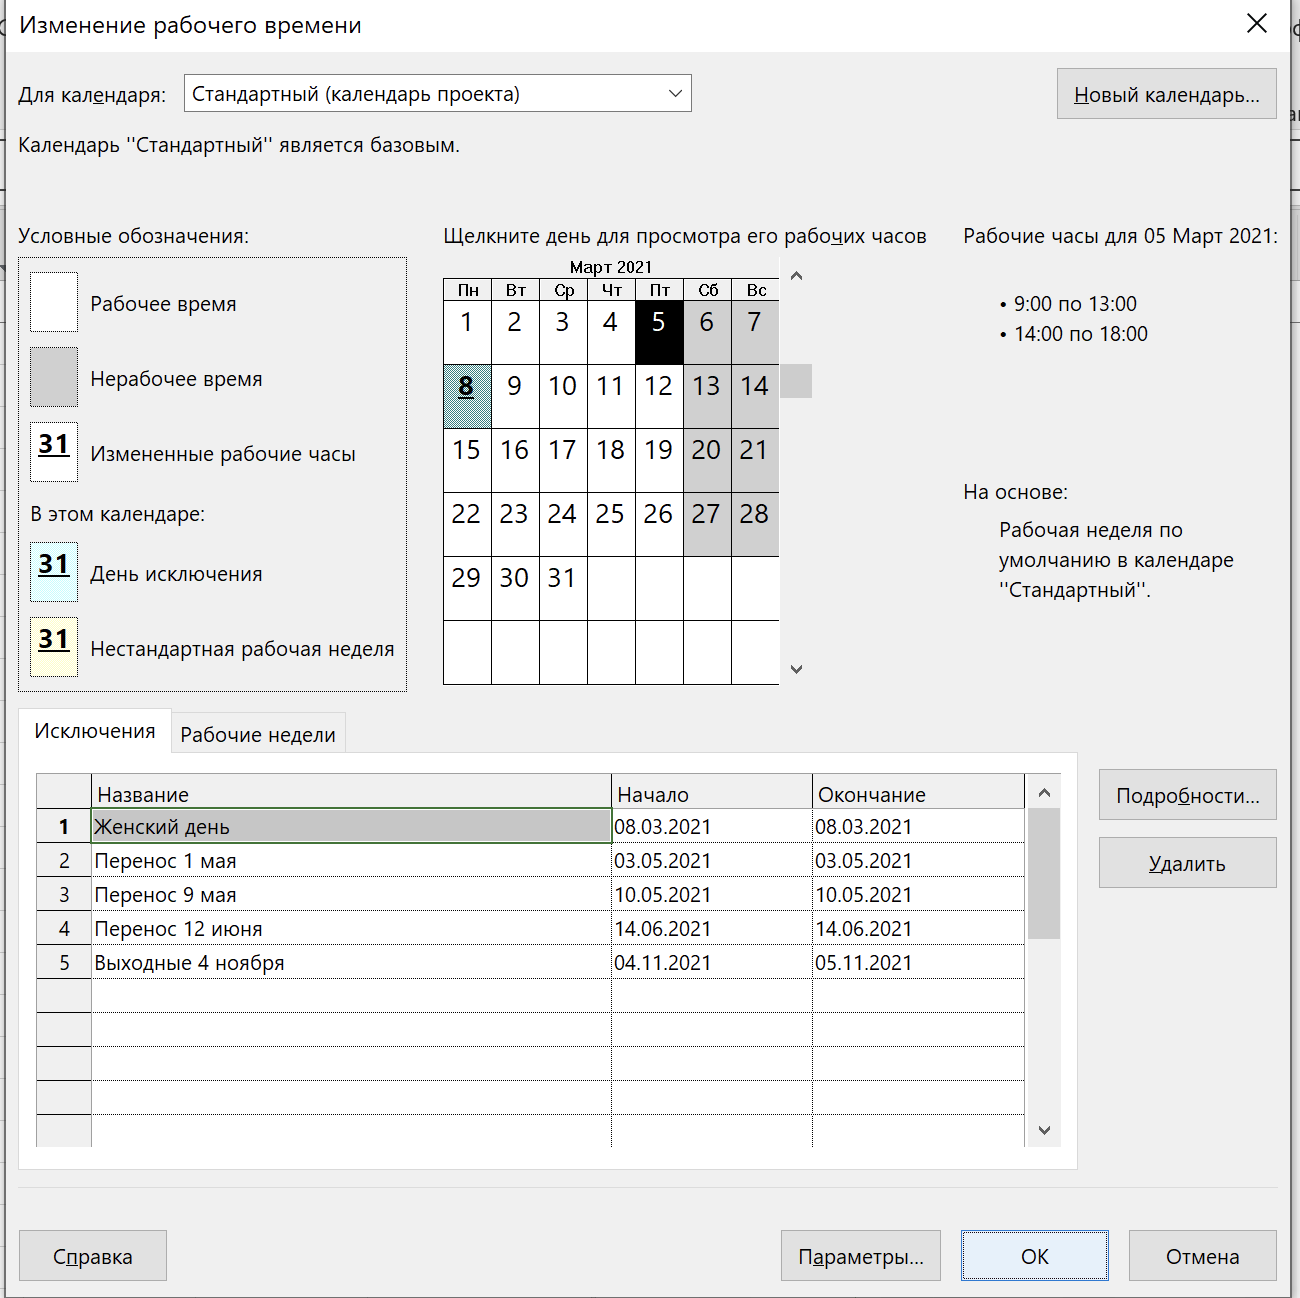 Изменение рабочего времени
Для календаря: Стандартный (календарь проекта) Новый календарь...
Календарь "Стандартный" является базовым.
Условные обозначения:
Рабочее время
Нерабочее время
31 Измененные рабочие часы
В этом календаре:
31 День исключения
31 Нестандартная рабочая неделя
Щелкните день для просмотра его рабочих часов
Март 2021
Пн Вт Ср Чт Пт Сб Вс
1 2 3 4 5 6 7
8 9 10 11 12 13 14
15 16 17 18 19 20 21
22 23 24 25 26 27 28
29 30 31
Рабочие часы для 05 Март 2021:
• 9:00 по 13:00
• 14:00 по 18:00
На основе:
Рабочая неделя по
умолчанию в календаре
"Стандартный".
Исключения Рабочие недели
Название Начало Окончание
1 Женский день 08.03.2021 08.03.2021
2 Перенос 1 мая 03.05.2021 03.05.2021
3 Перенос 9 мая 10.05.2021 10.05.2021
4 Перенос 12 июня 14.06.2021 14.06.2021
5 Выходные 4 ноября 04.11.2021 05.11.2021
Подробности...
Удалить
Справка Параметры... ОК Отмена